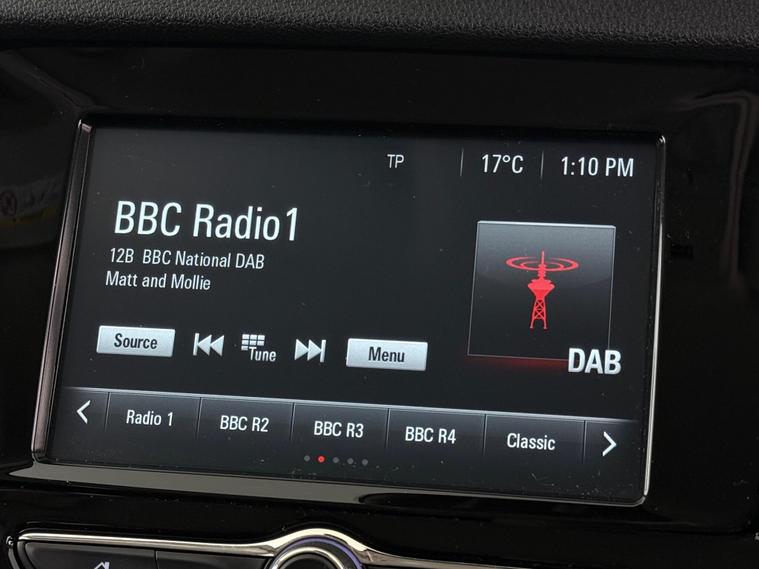 TP 17°C 1:10 PM
BBC Radio1
12B BBC National DAB
Matt and Mollie
Source Tune Menu
DAB
Radio 1 BBC R2 BBC R3 BBC R4 Classic